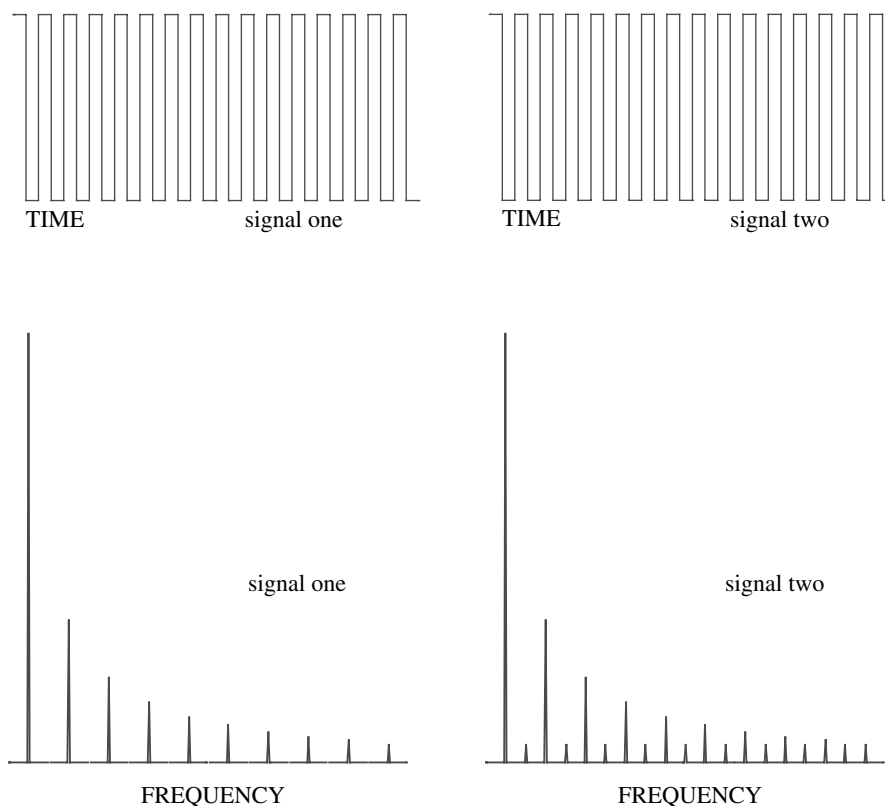 TIME signal one
TIME signal two
signal one
signal two
FREQUENCY
FREQUENCY